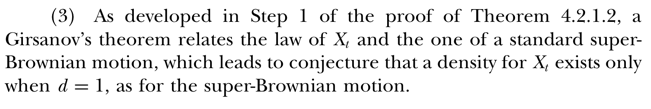 (3) As developed in Step 1 of the proof of Theorem 4.2.1.2, a
Girsanov's theorem relates the law of Xₜ and the one of a standard super-
Brownian motion, which leads to conjecture that a density for Xₜ exists only
when d = 1, as for the super-Brownian motion.